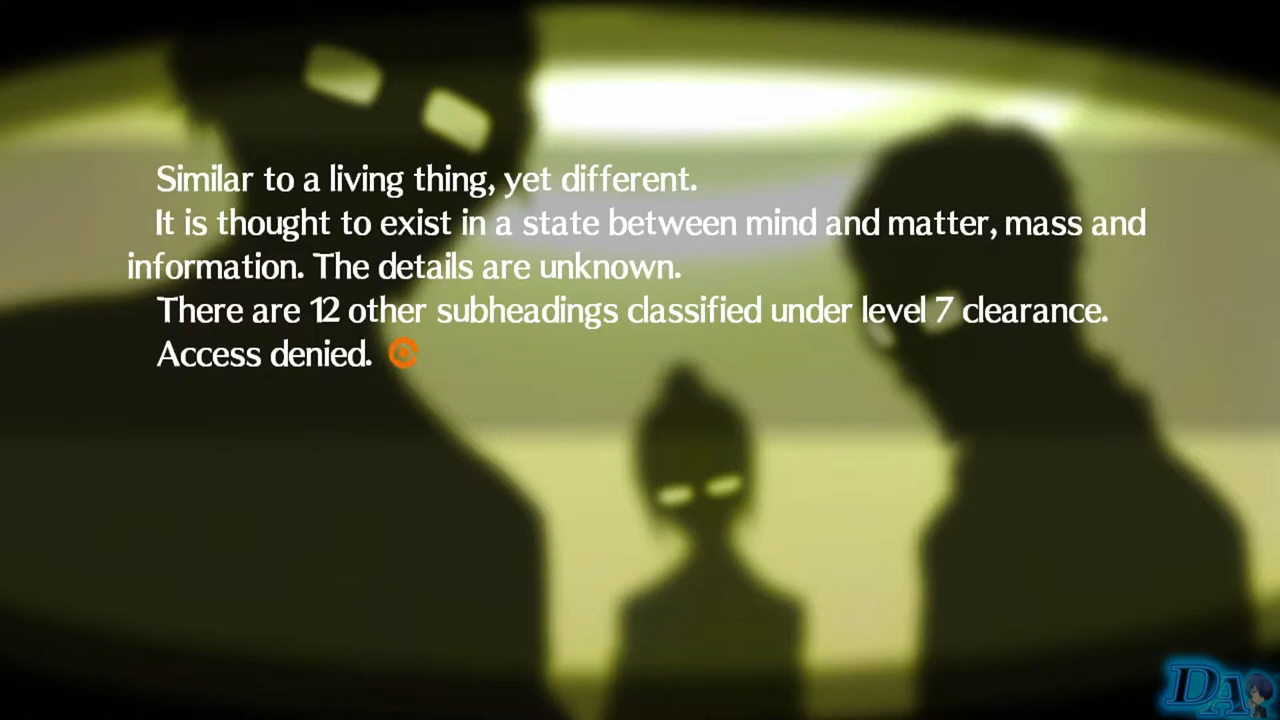 Similar to a living thing, yet different.
It is thought to exist in a state between mind and matter, mass and
information. The details are unknown.
There are 12 other subheadings classified under level 7 clearance.
Access denied.
DA